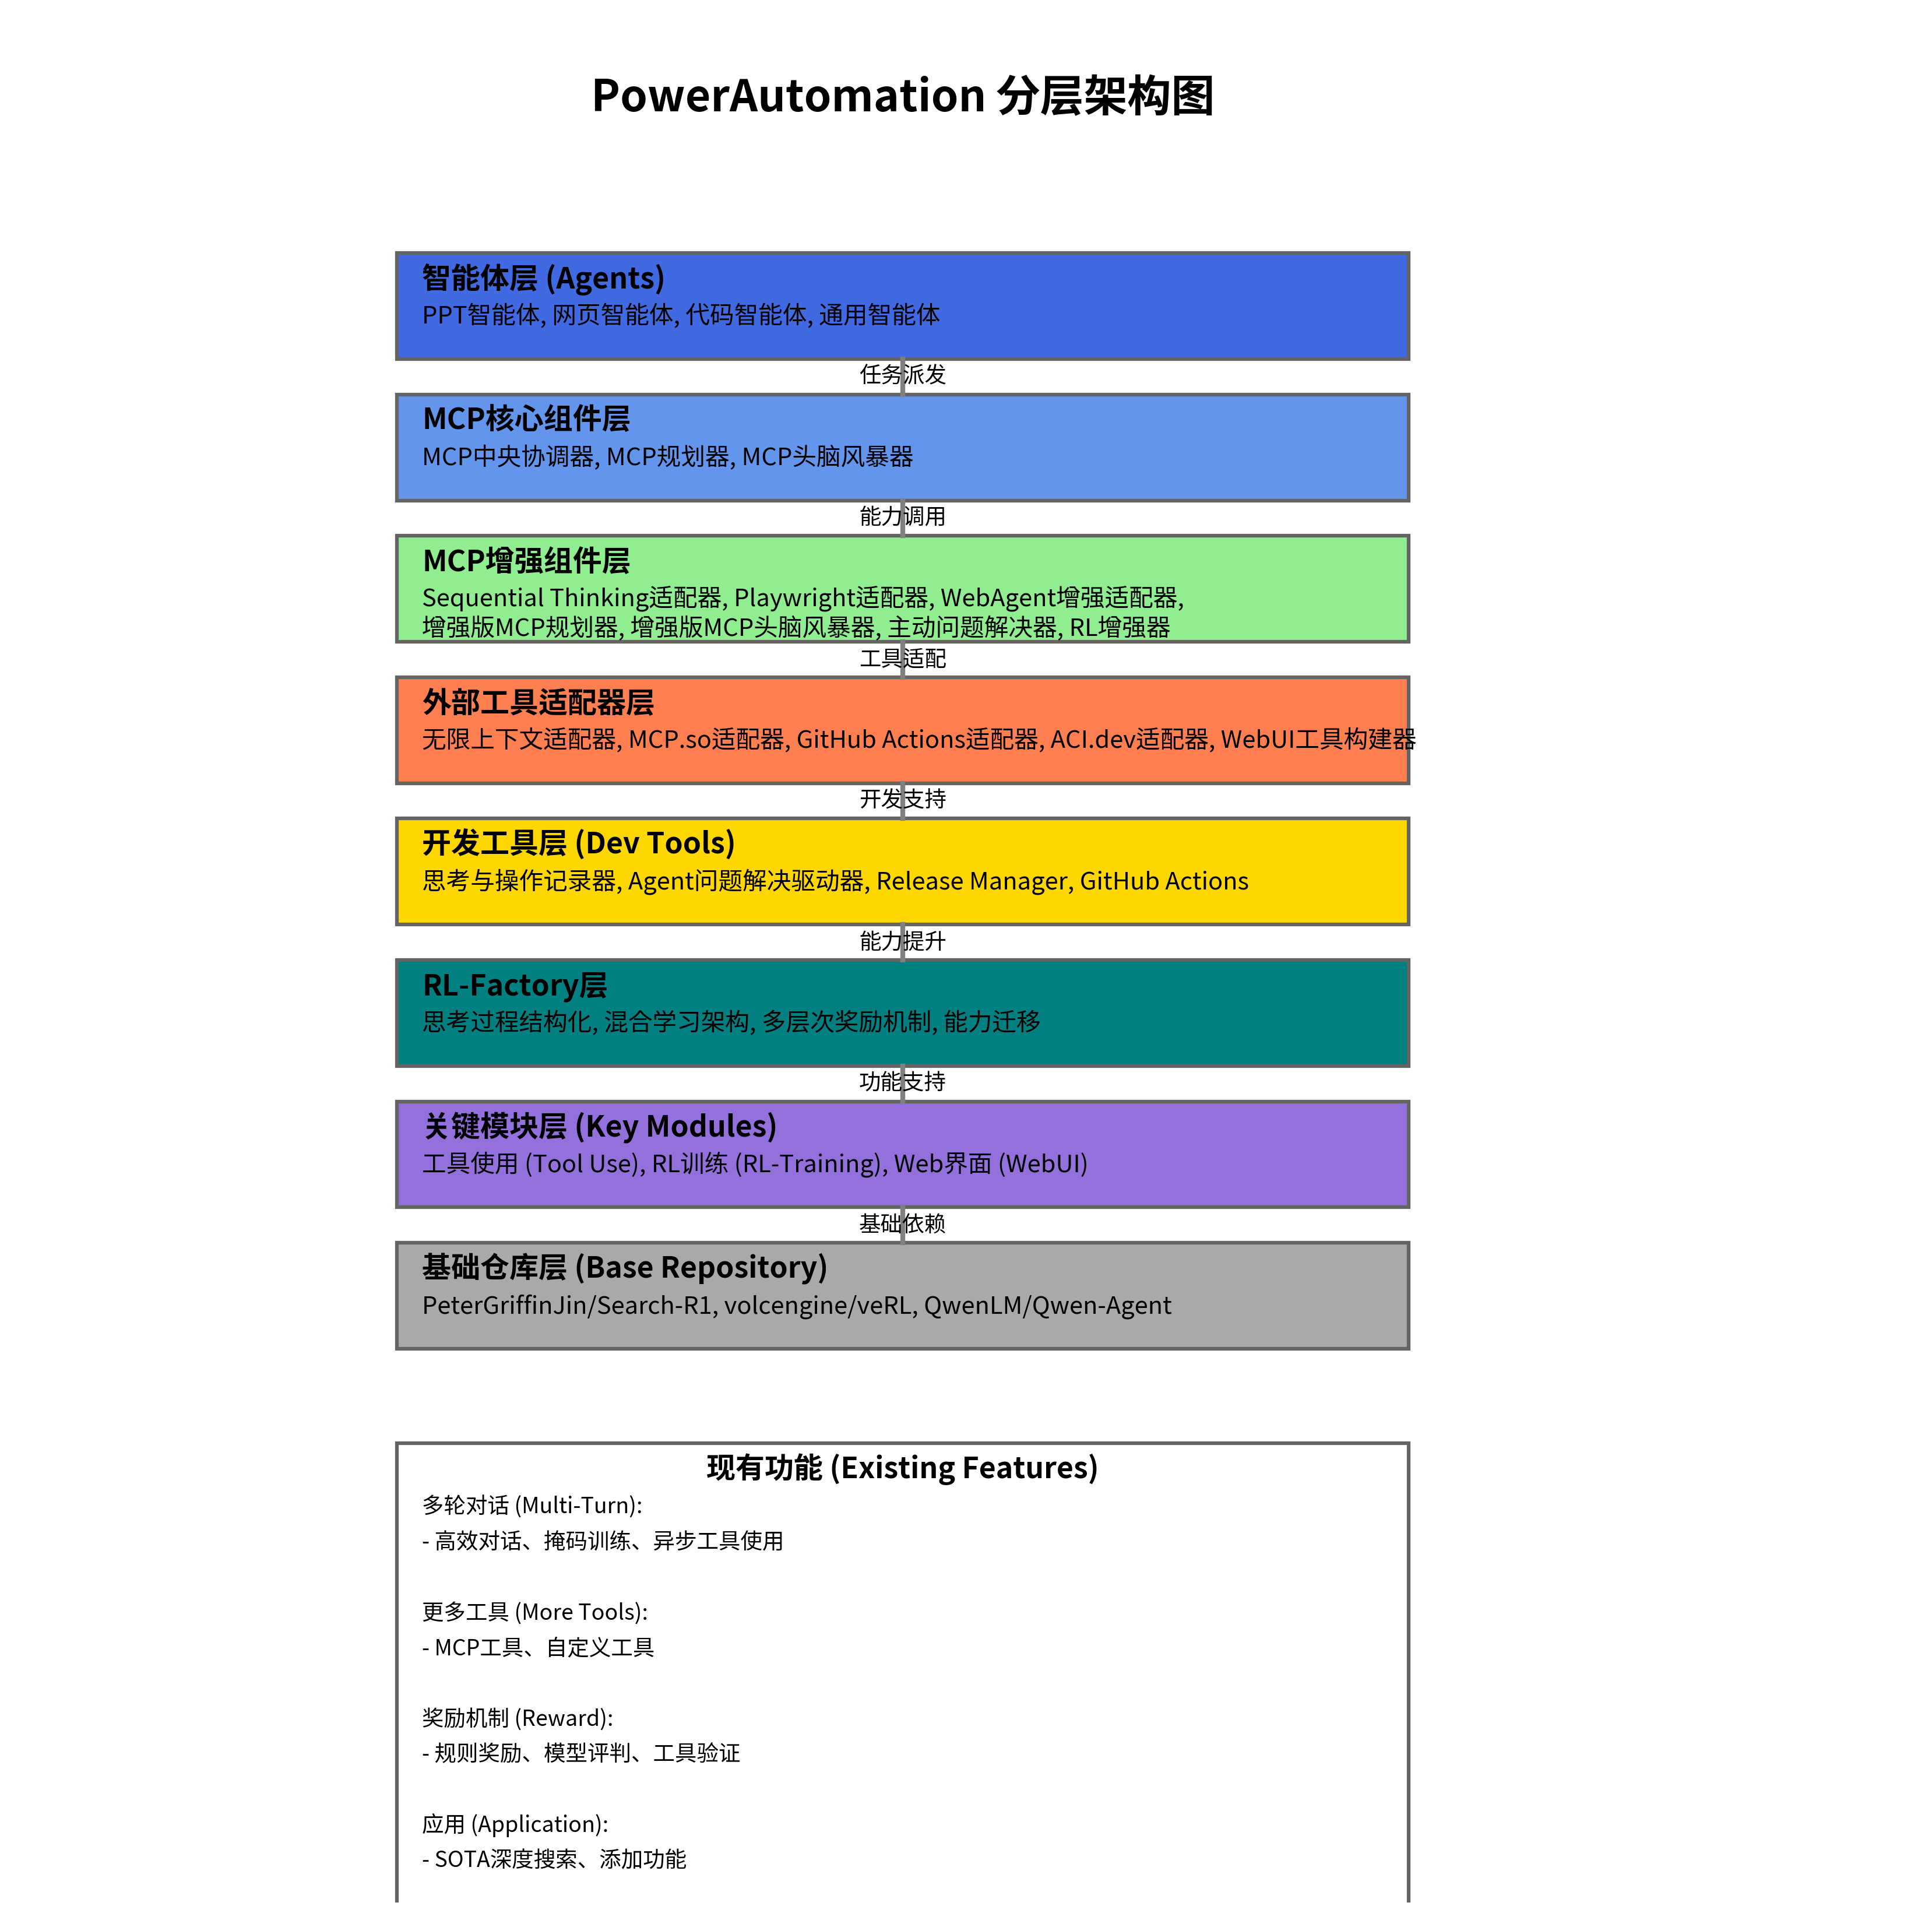 PowerAutomation 分层架构图
智能体层 (Agents)
PPT智能体, 网页智能体, 代码智能体, 通用智能体
任务派发
MCP核心组件层
MCP中央协调器, MCP规划器, MCP头脑风暴器
能力调用
MCP增强组件层
Sequential Thinking适配器, Playwright适配器, WebAgent增强适配器,
增强版MCP规划器, 增强版MCP头脑风暴器, 主动问题解决器, RL增强器
工具适配
外部工具适配器层
无限上下文适配器, MCP.so适配器, GitHub Actions适配器, ACI.dev适配器, WebUI工具构建器
开发支持
开发工具层 (Dev Tools)
思考与操作记录器, Agent问题解决驱动器, Release Manager, GitHub Actions
能力提升
RL-Factory层
思考过程结构化, 混合学习架构, 多层次奖励机制, 能力迁移
功能支持
关键模块层 (Key Modules)
工具使用 (Tool Use), RL训练 (RL-Training), Web界面 (WebUI)
基础依赖
基础仓库层 (Base Repository)
PeterGriffinJin/Search-R1, volcengine/veRL, QwenLM/Qwen-Agent
现有功能 (Existing Features)
多轮对话 (Multi-Turn):
- 高效对话、掩码训练、异步工具使用
更多工具 (More Tools):
- MCP工具、自定义工具
奖励机制 (Reward):
- 规则奖励、模型评判、工具验证
应用 (Application):
- SOTA深度搜索、添加功能